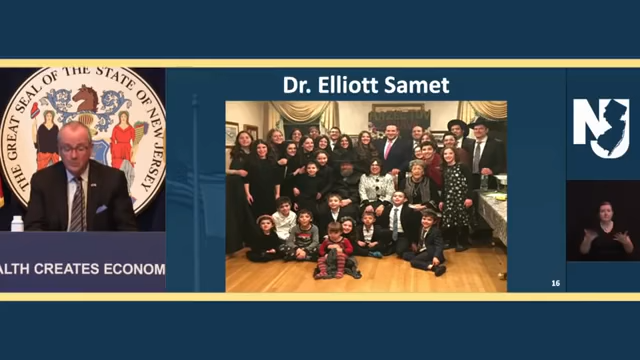 Dr. Elliott Samet
THE GREAT SEAL OF THE STATE OF NEW JERSEY
ALTH CREATES ECONOM
NJ
16